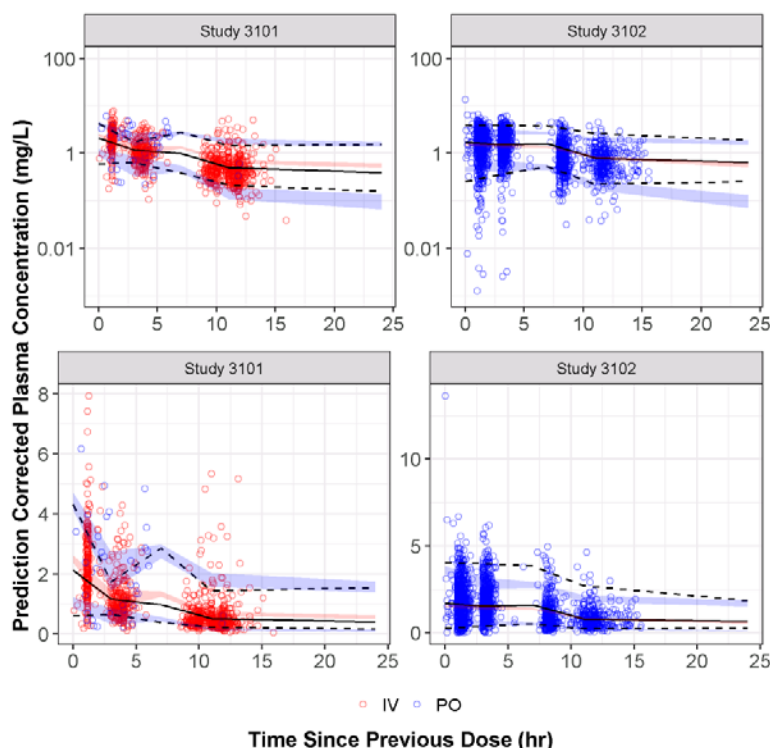 Study 3101
Study 3102
100
1
0.01
0 5 10 15 20 25
100
1
0.01
0 5 10 15 20 25
Prediction Corrected Plasma Concentration (mg/L)
Study 3101
Study 3102
8
6
4
2
0
0 5 10 15 20 25
10
5
0
0 5 10 15 20 25
IV PO
Time Since Previous Dose (hr)